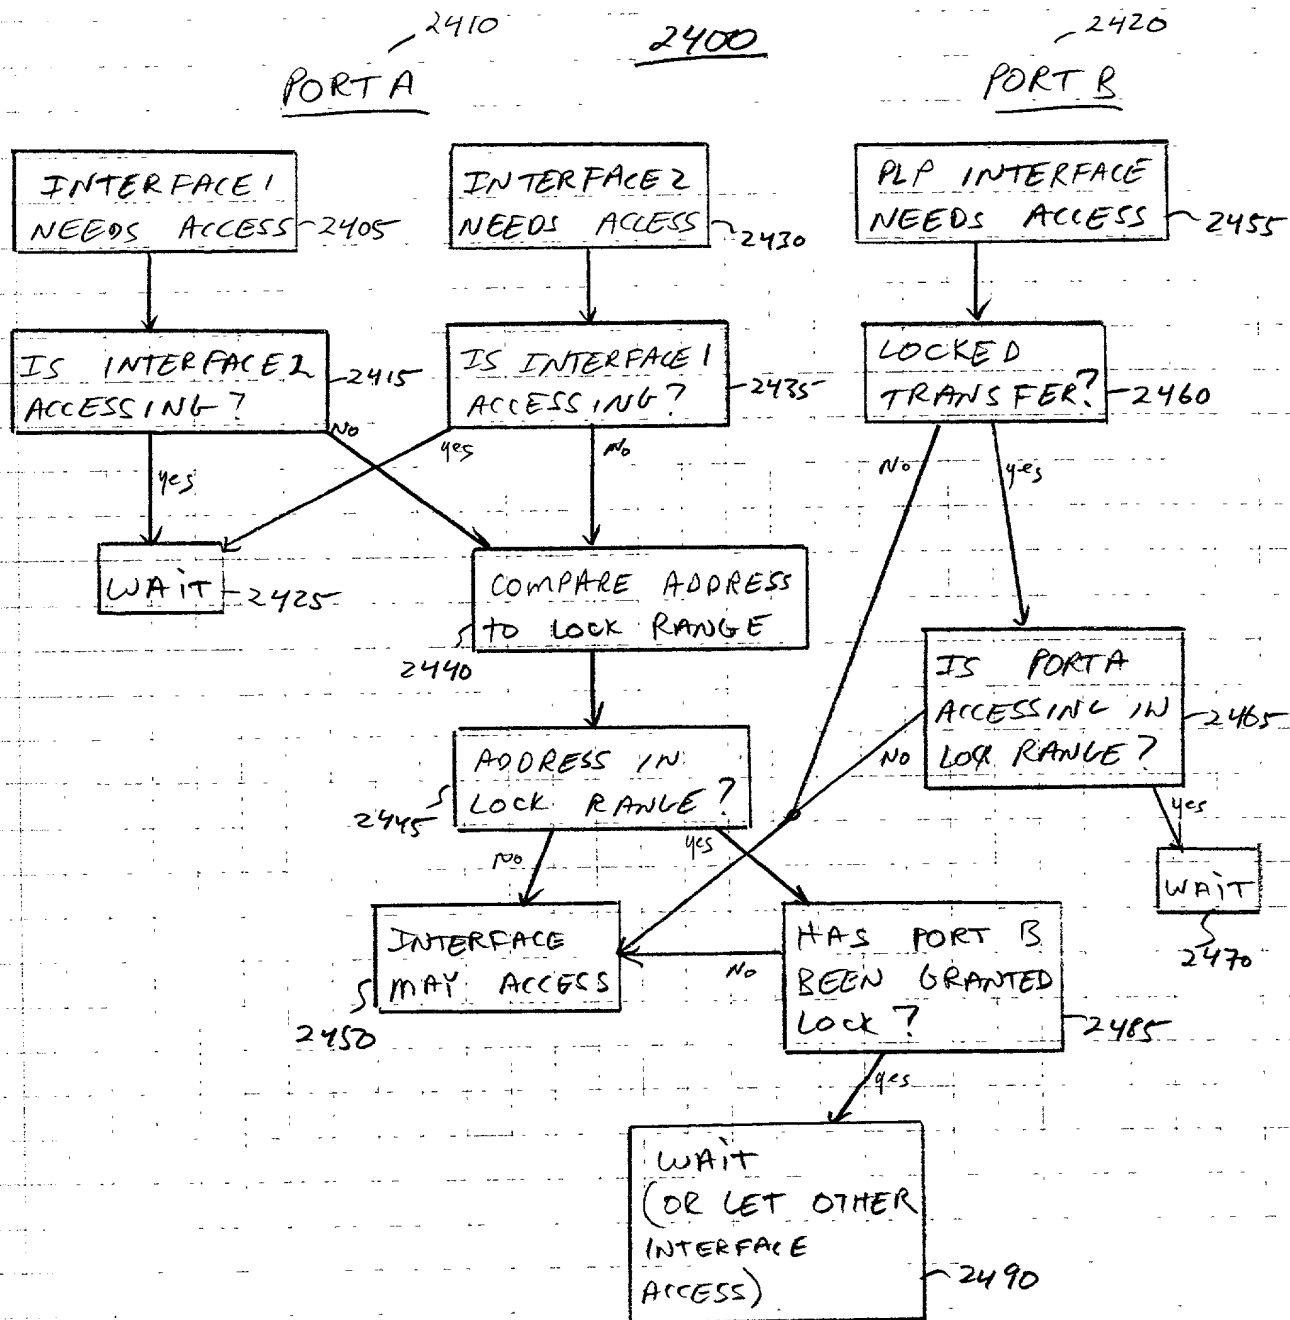 2410
2400
2420
PORT A
PORT B
INTERFACE 1
NEEDS ACCESS
2405
INTERFACE 2
NEEDS ACCESS
2430
PLP INTERFACE
NEEDS ACCESS
2455
IS INTERFACE 2
ACCESSING?
2415
IS INTERFACE 1
ACCESSING?
2435
LOCKED
TRANSFER?
2460
No
yes
yes
No
No
yes
WAiT
2425
COMPARE ADDRESS
to LOCK RANGE
2440
IS PORT A
ACCESSING IN
LOCK RANGE?
2465
No
yes
ADDRESS IN
LOCK RANGE?
2445
No
yes
WAiT
2470
INTERFACE
MAY ACCESS
2450
HAS PORT B
BEEN GRANTED
LOCK?
2485
No
yes
WAiT
(OR LET OTHER
INTERFACE
ACCESS)
2490